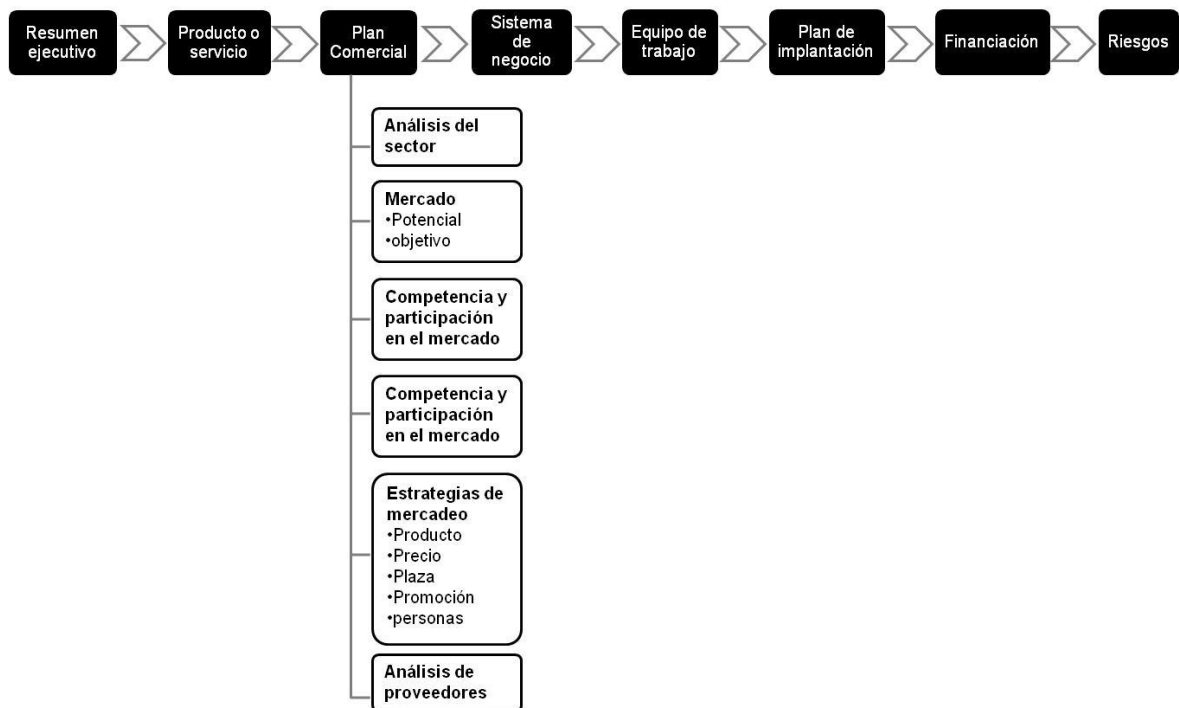 Resumen
ejecutivo
Producto o
servicio
Plan
Comercial
Sistema
de
negocio
Equipo de
trabajo
Plan de
implantación
Financiación
Riesgos
Análisis del
sector
Mercado
•Potencial
•objetivo
Competencia y
participación
en el mercado
Competencia y
participación
en el mercado
Estrategias de
mercadeo
•Producto
•Precio
•Plaza
•Promoción
•personas
Análisis de
proveedores